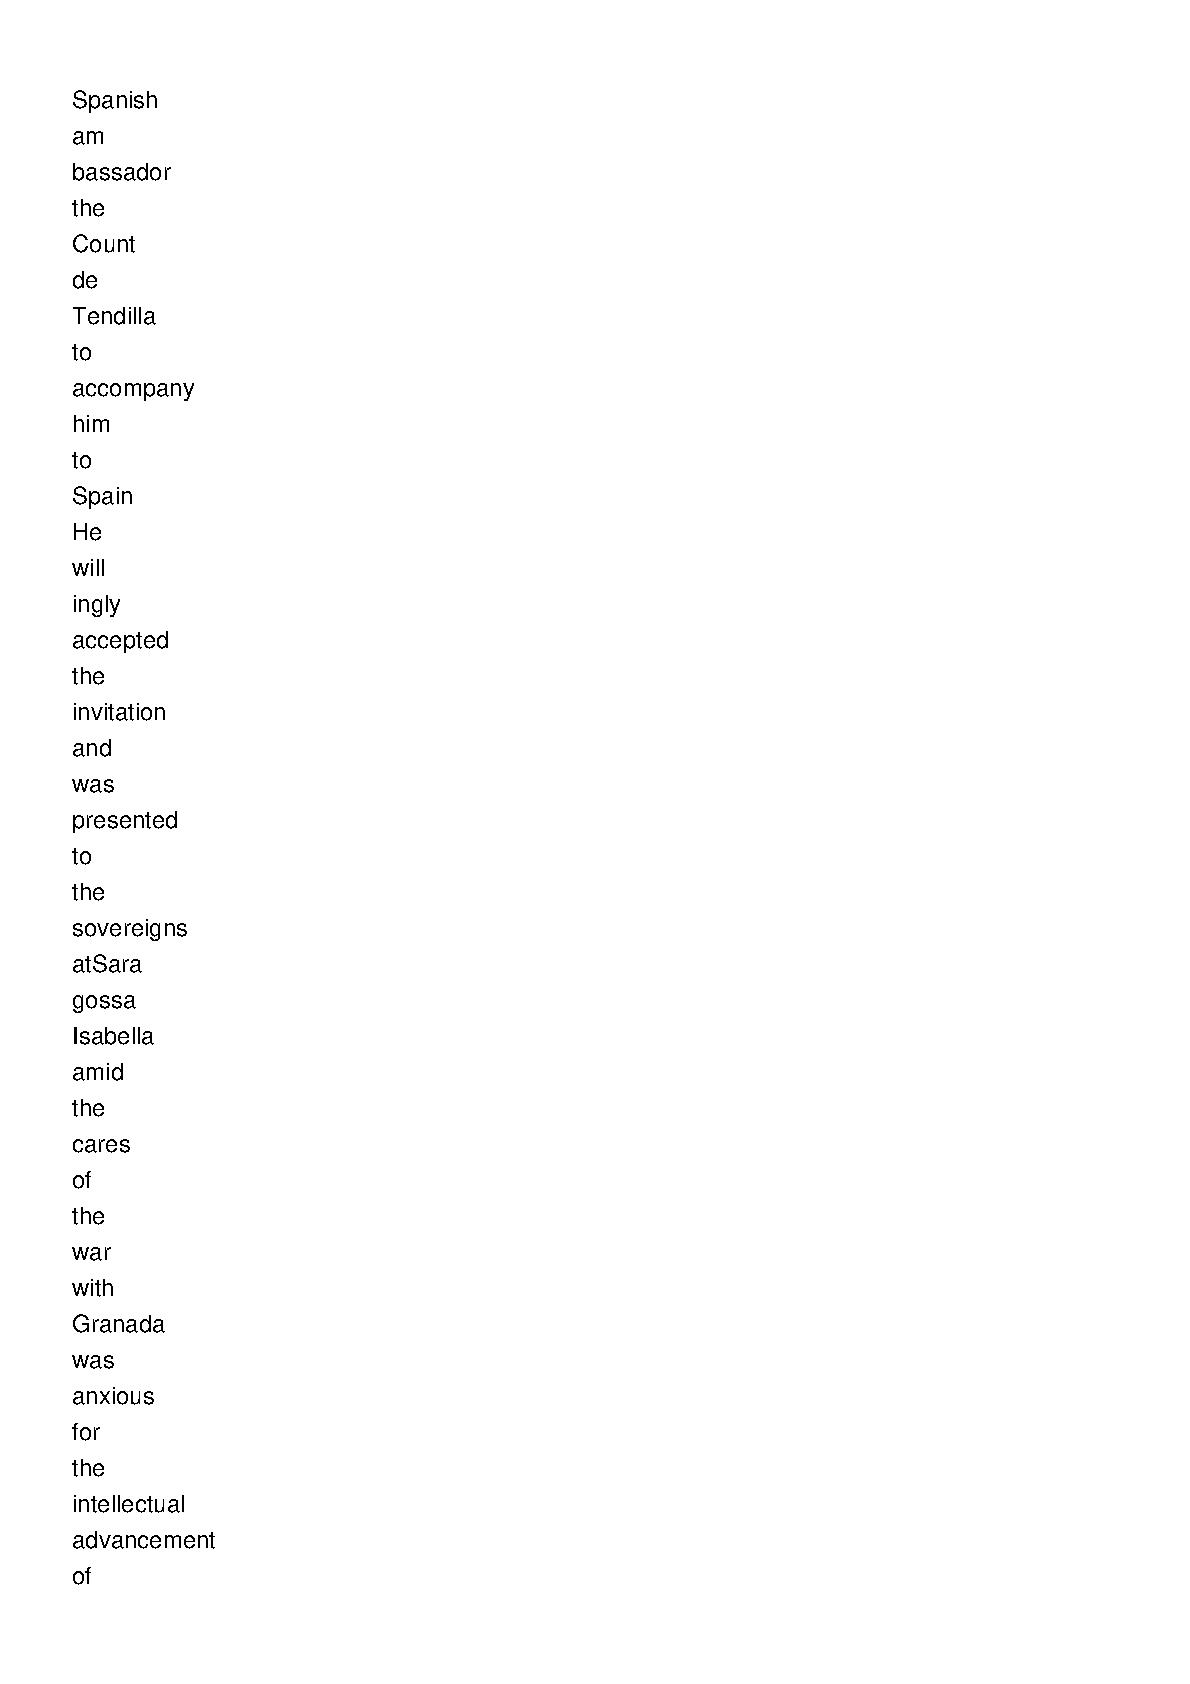 Spanish
am
bassador
the
Count
de
Tendilla
to
accompany
him
to
Spain
He
will
ingly
accepted
the
invitation
and
was
presented
to
the
sovereigns
atSara
gossa
Isabella
amid
the
cares
of
the
war
with
Granada
was
anxious
for
the
intellectual
advancement
of